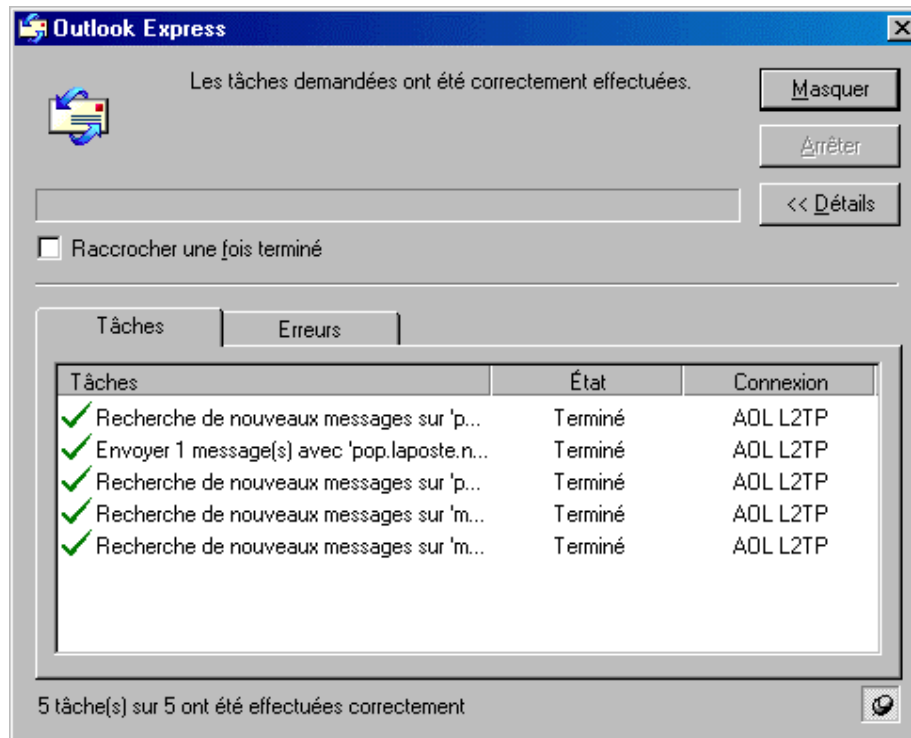 Outlook Express
Les tâches demandées ont été correctement effectuées.
Masquer
Arrêter
<< Détails
Raccrocher une fois terminé
Tâches Erreurs
Tâches État Connexion
Recherche de nouveaux messages sur 'p... Terminé AOL L2TP
Envoyer 1 message(s) avec 'pop.laposte.n... Terminé AOL L2TP
Recherche de nouveaux messages sur 'p... Terminé AOL L2TP
Recherche de nouveaux messages sur 'm... Terminé AOL L2TP
Recherche de nouveaux messages sur 'm... Terminé AOL L2TP
5 tâche(s) sur 5 ont été effectuées correctement